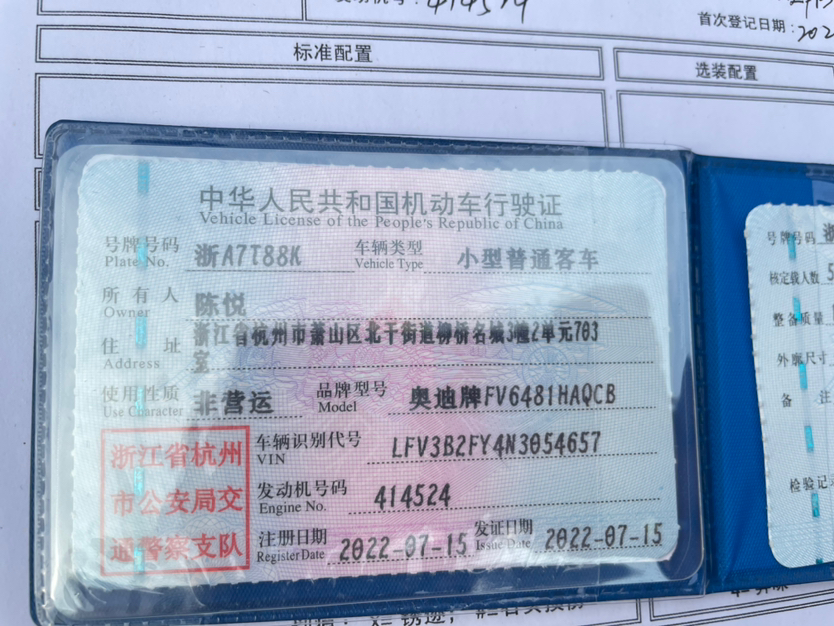 发动机号：414524
首次登记日期：202
标准配置
选装配置
中华人民共和国机动车行驶证
Vehicle License of the People's Republic of China
号牌号码 浙A7T88K 车辆类型 小型普通客车
Plate No. Vehicle Type
所有人 陈悦
Owner
住址 浙江省杭州市萧山区北干街道柳桥名城3幢2单元703
室
Address
使用性质 非营运 品牌型号 奥迪牌FV6481HAQCB
Use Character Model
浙江省杭州
市公安局交
通警察支队
车辆识别代号 LFV3B2FY4N3054657
VIN
发动机号码 414524
Engine No.
注册日期 2022-07-15 发证日期 2022-07-15
Register Date Issue Date
号牌号码 浙
核定载人数 5
整备质量
外廓尺寸
备 注
检验记